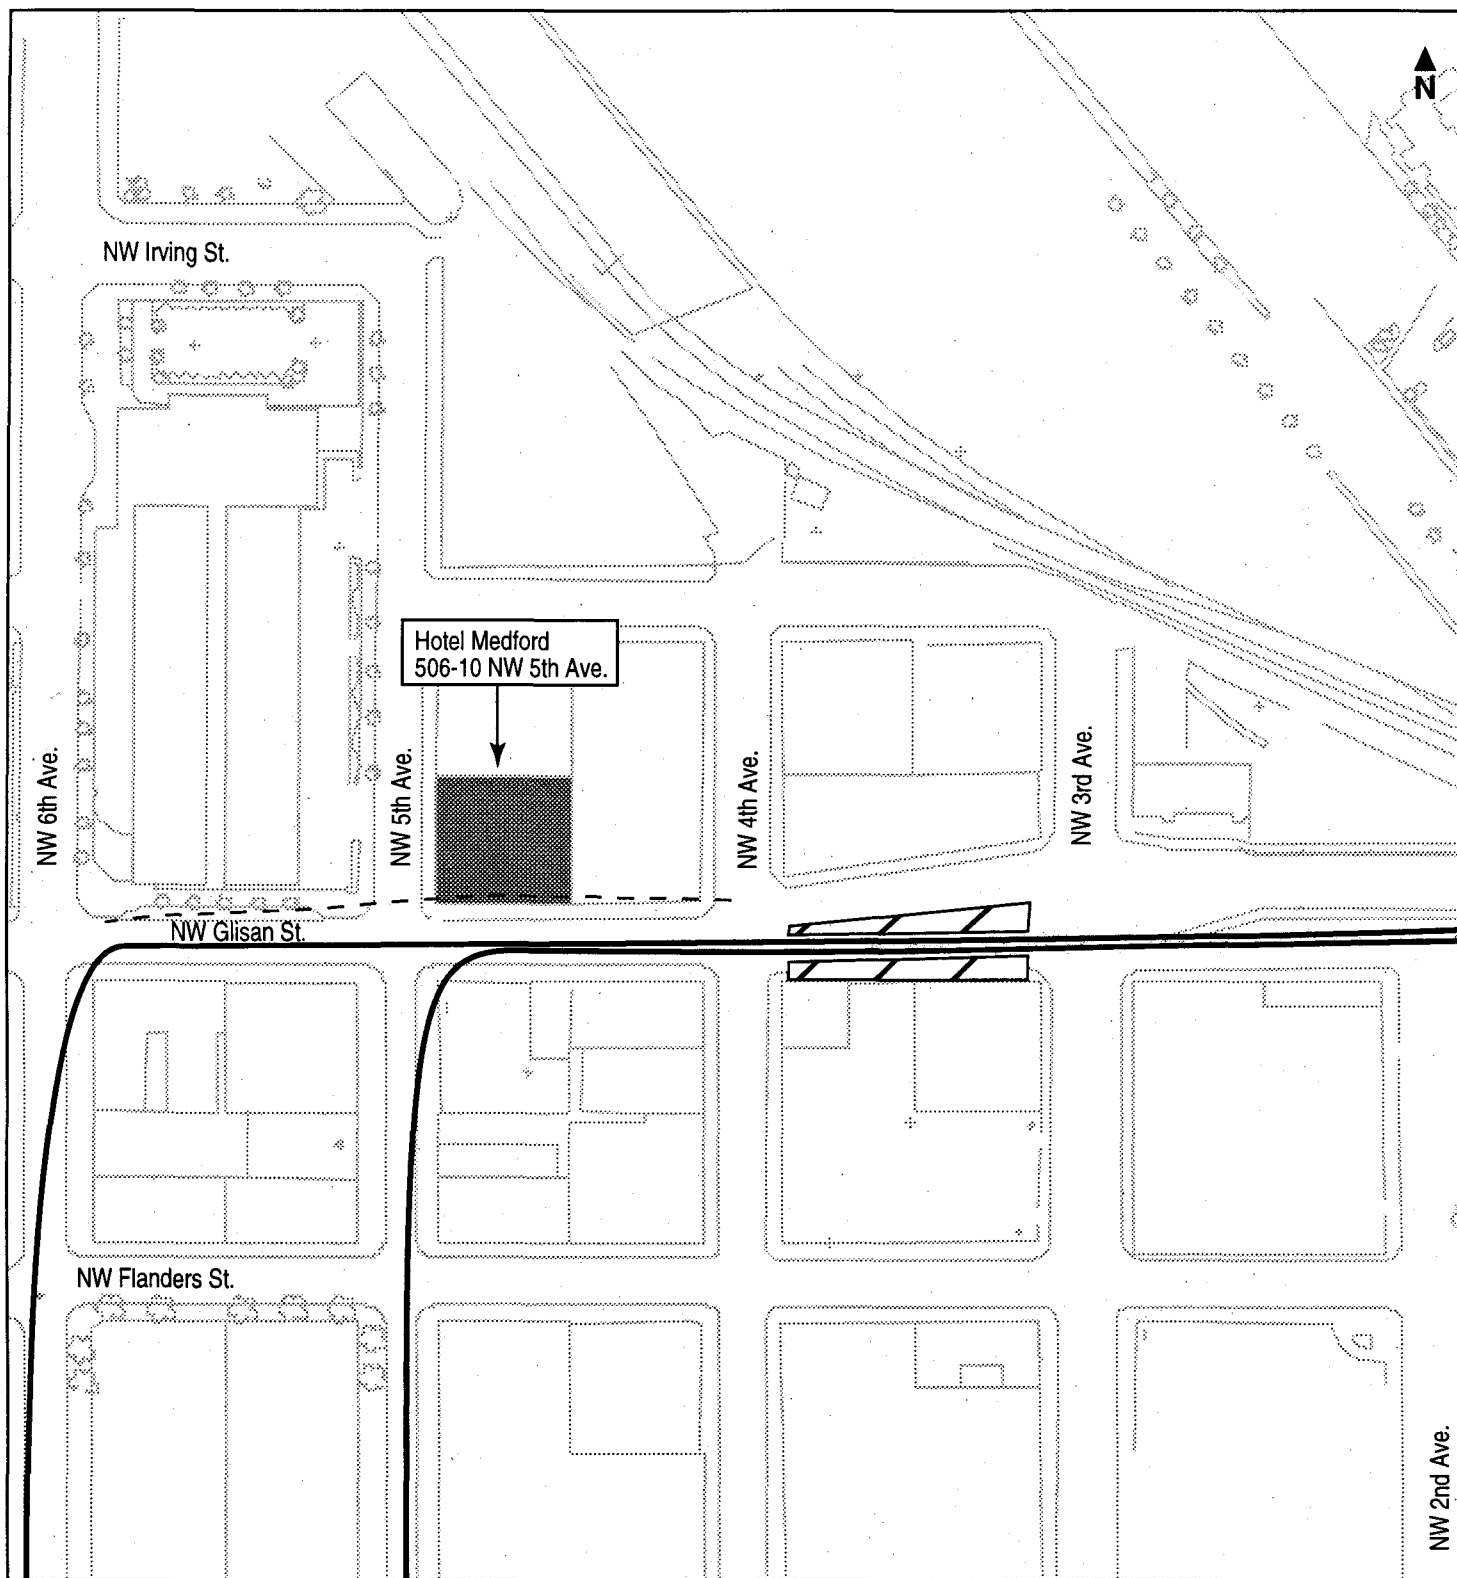 N
NW Irving St.
Hotel Medford
506-10 NW 5th Ave.
NW 6th Ave.
NW 5th Ave.
NW 4th Ave.
NW 3rd Ave.
NW Glisan St.
NW Flanders St.
NW 2nd Ave.